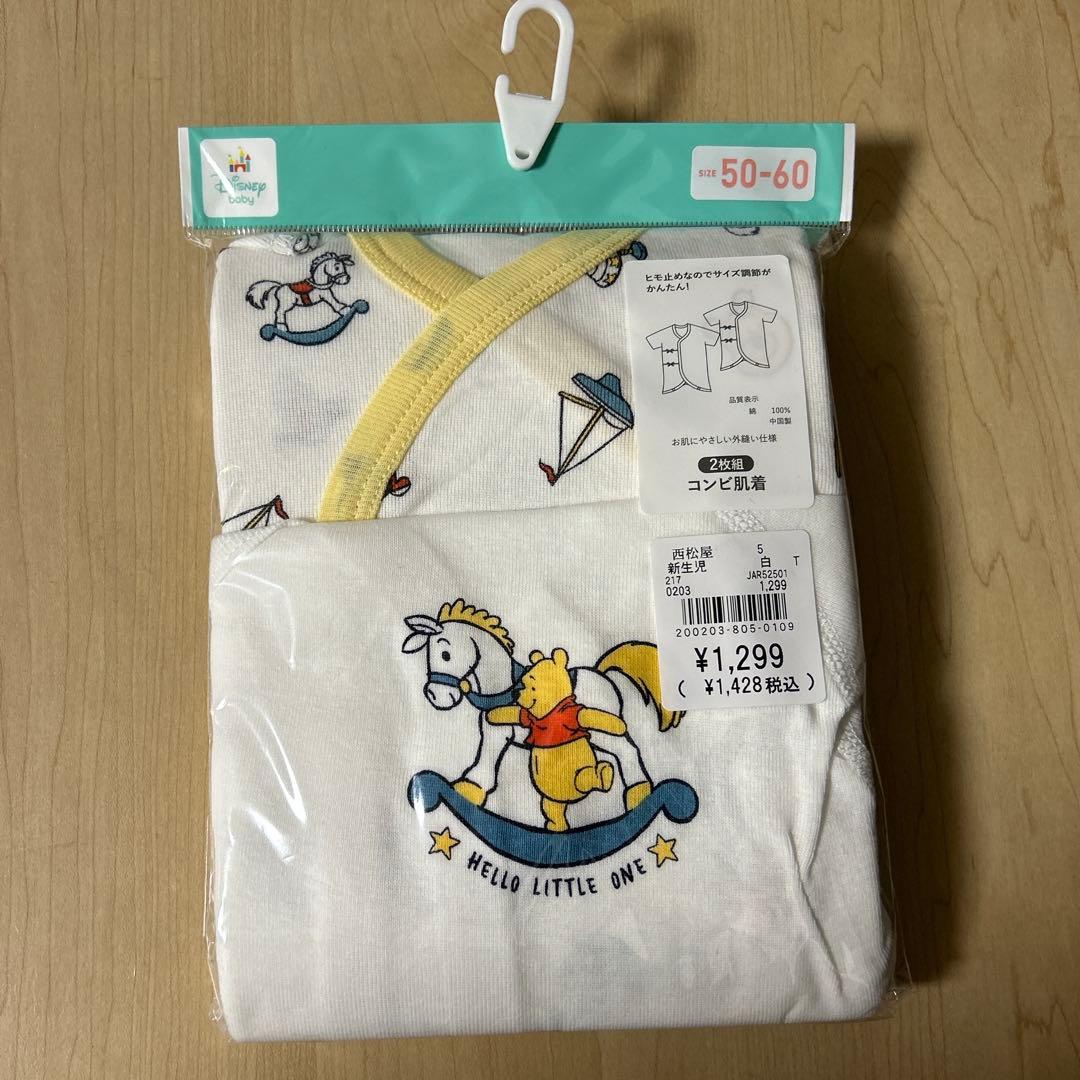 Disney
baby
SIZE 50-60
ヒモ止めなのでサイズ調節が
かんたん!
品質表示
綿 100%
中国製
お肌にやさしい外縫い仕様
2枚組
コンビ肌着
西松屋 5
新生児 白 T
217 JAR52501
0203 1,299
200203-805-0109
¥1,299
( ¥1,428税込 )
HELLO LITTLE ONE